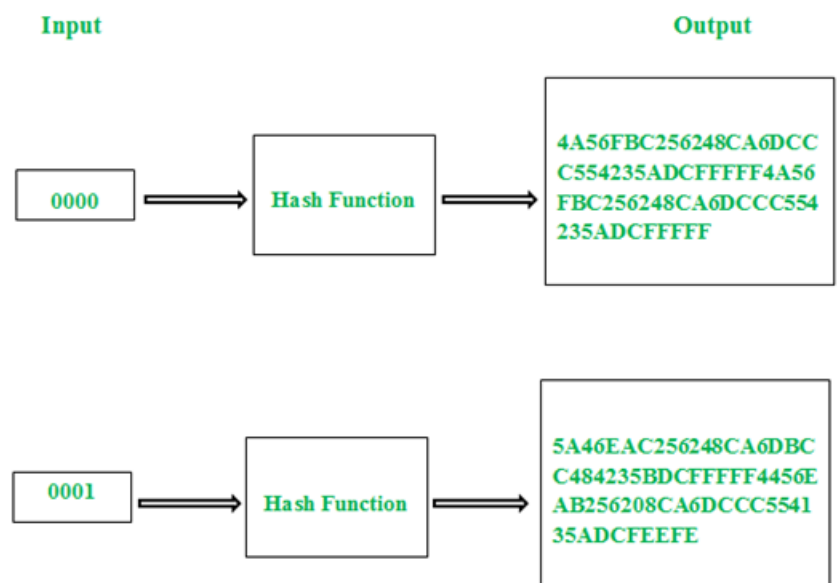 Input Output
0000
Hash Function
4A56FBC256248CA6DCC
C554235ADCFFFFF4A56
FBC256248CA6DCCC554
235ADCFFFFF
0001
Hash Function
5A46EAC256248CA6DBC
C484235BDCFFFFF4456E
AB256208CA6DCCC5541
35ADCFEEFE